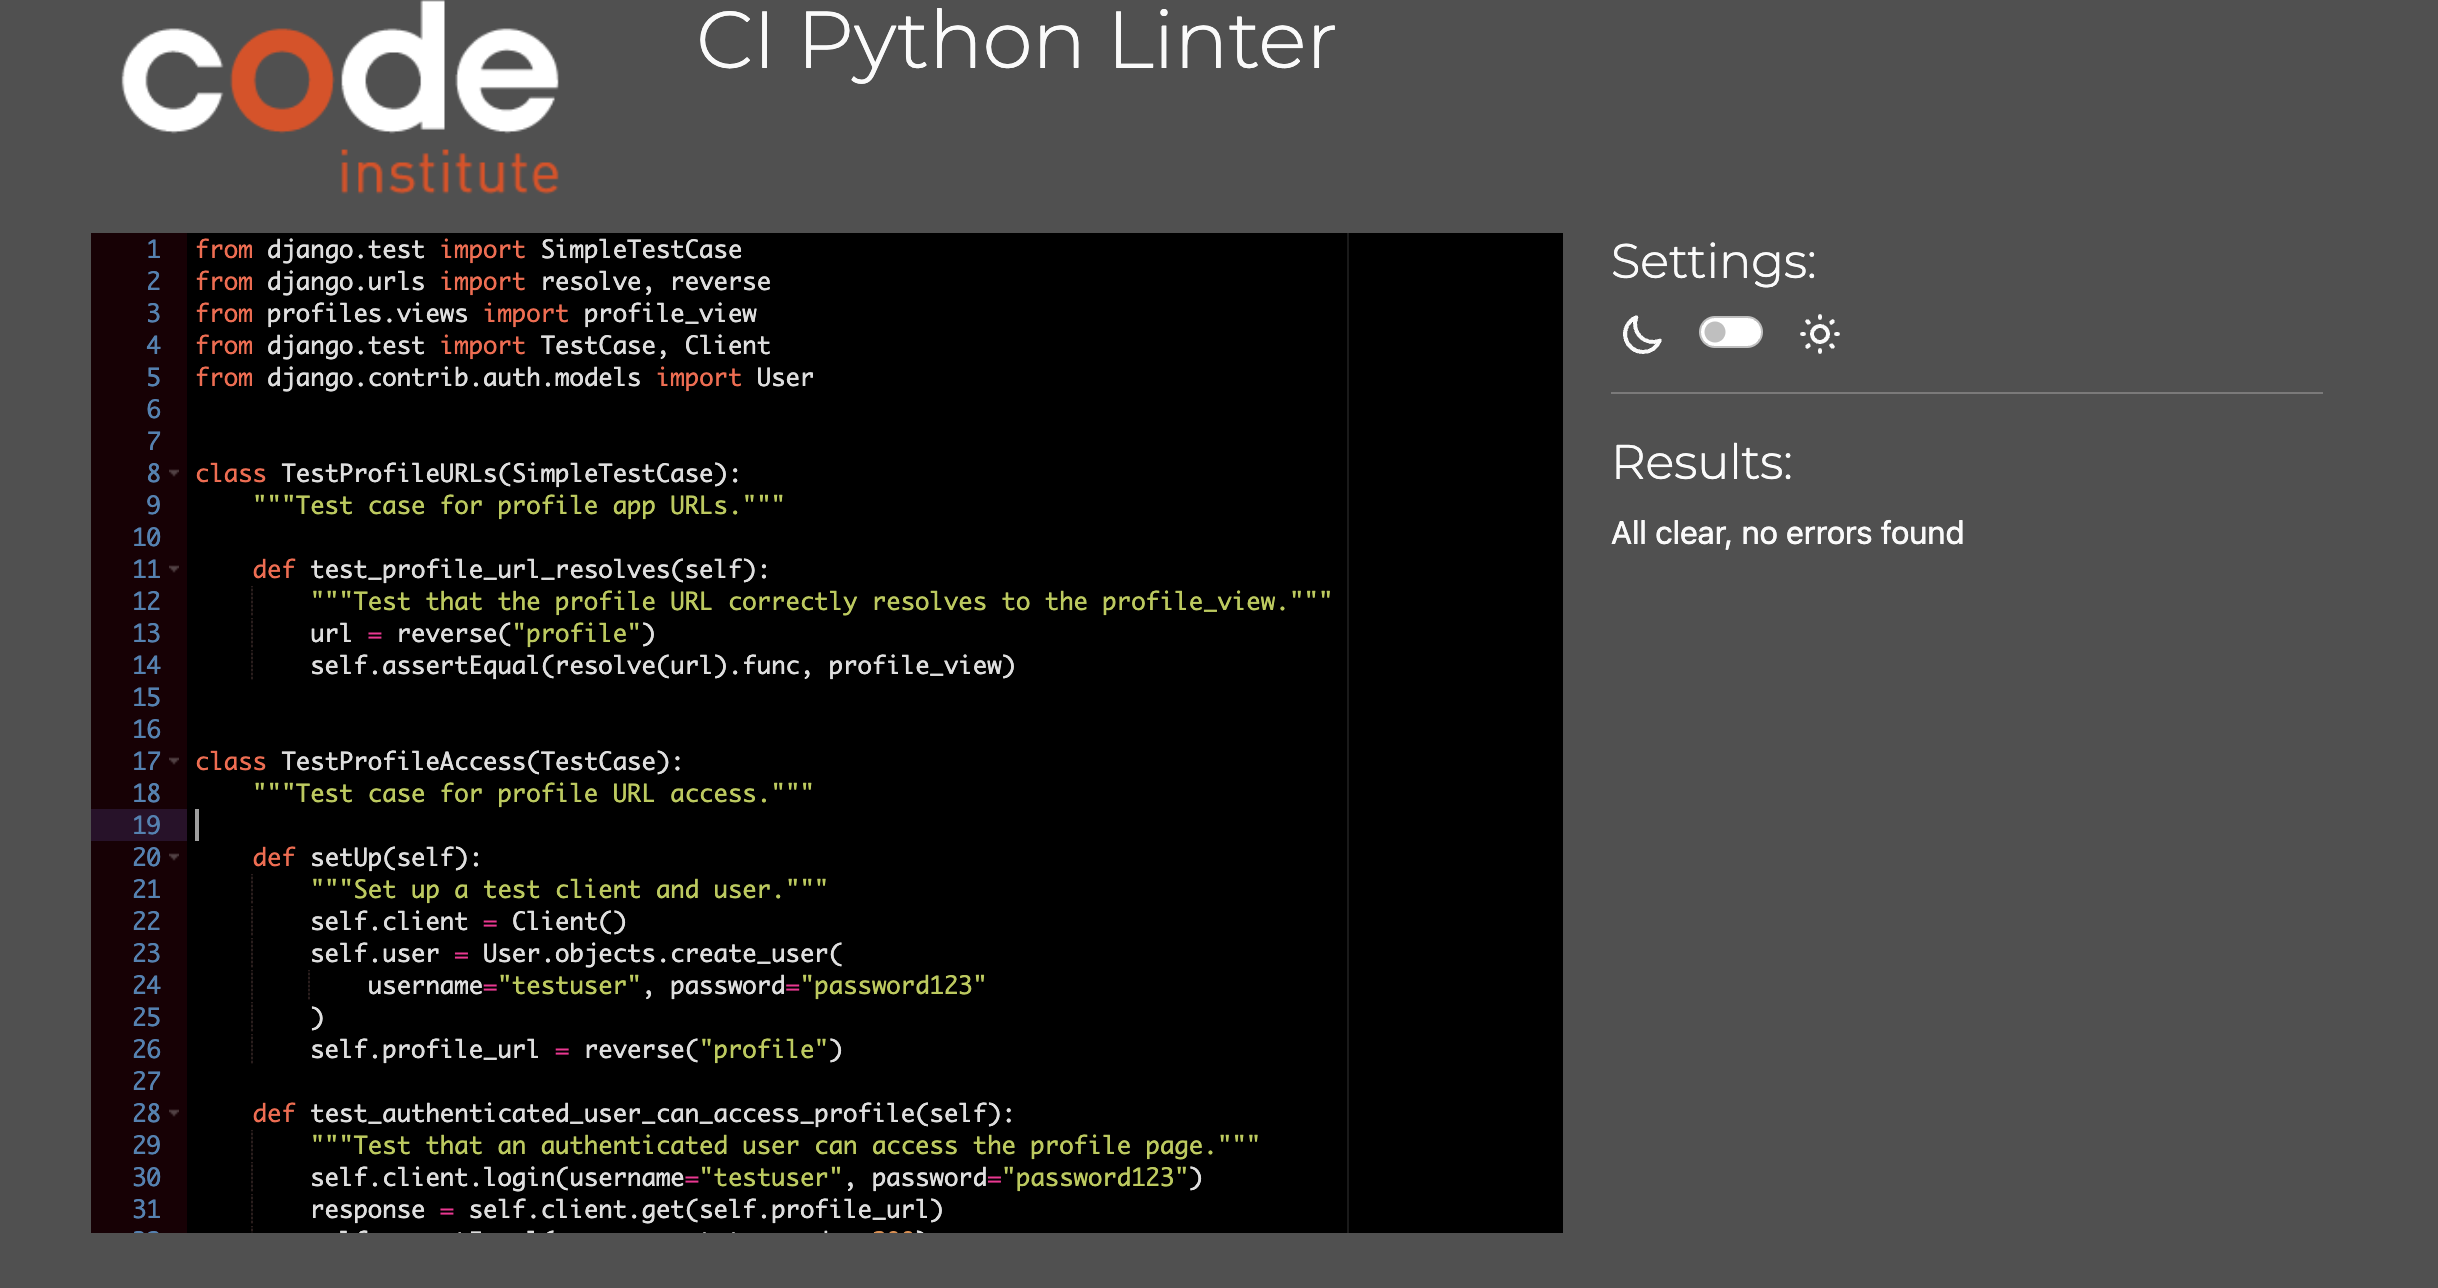 code
institute
CI Python Linter
1 from django.test import SimpleTestCase
2 from django.urls import resolve, reverse
3 from profiles.views import profile_view
4 from django.test import TestCase, Client
5 from django.contrib.auth.models import User
6
7
8 class TestProfileURLs(SimpleTestCase):
9     """Test case for profile app URLs."""
10
11     def test_profile_url_resolves(self):
12         """Test that the profile URL correctly resolves to the profile_view."""
13         url = reverse("profile")
14         self.assertEqual(resolve(url).func, profile_view)
15
16
17 class TestProfileAccess(TestCase):
18     """Test case for profile URL access."""
19
20     def setUp(self):
21         """Set up a test client and user."""
22         self.client = Client()
23         self.user = User.objects.create_user(
24             username="testuser", password="password123"
25         )
26         self.profile_url = reverse("profile")
27
28     def test_authenticated_user_can_access_profile(self):
29         """Test that an authenticated user can access the profile page."""
30         self.client.login(username="testuser", password="password123")
31         response = self.client.get(self.profile_url)
Settings:
Results:
All clear, no errors found